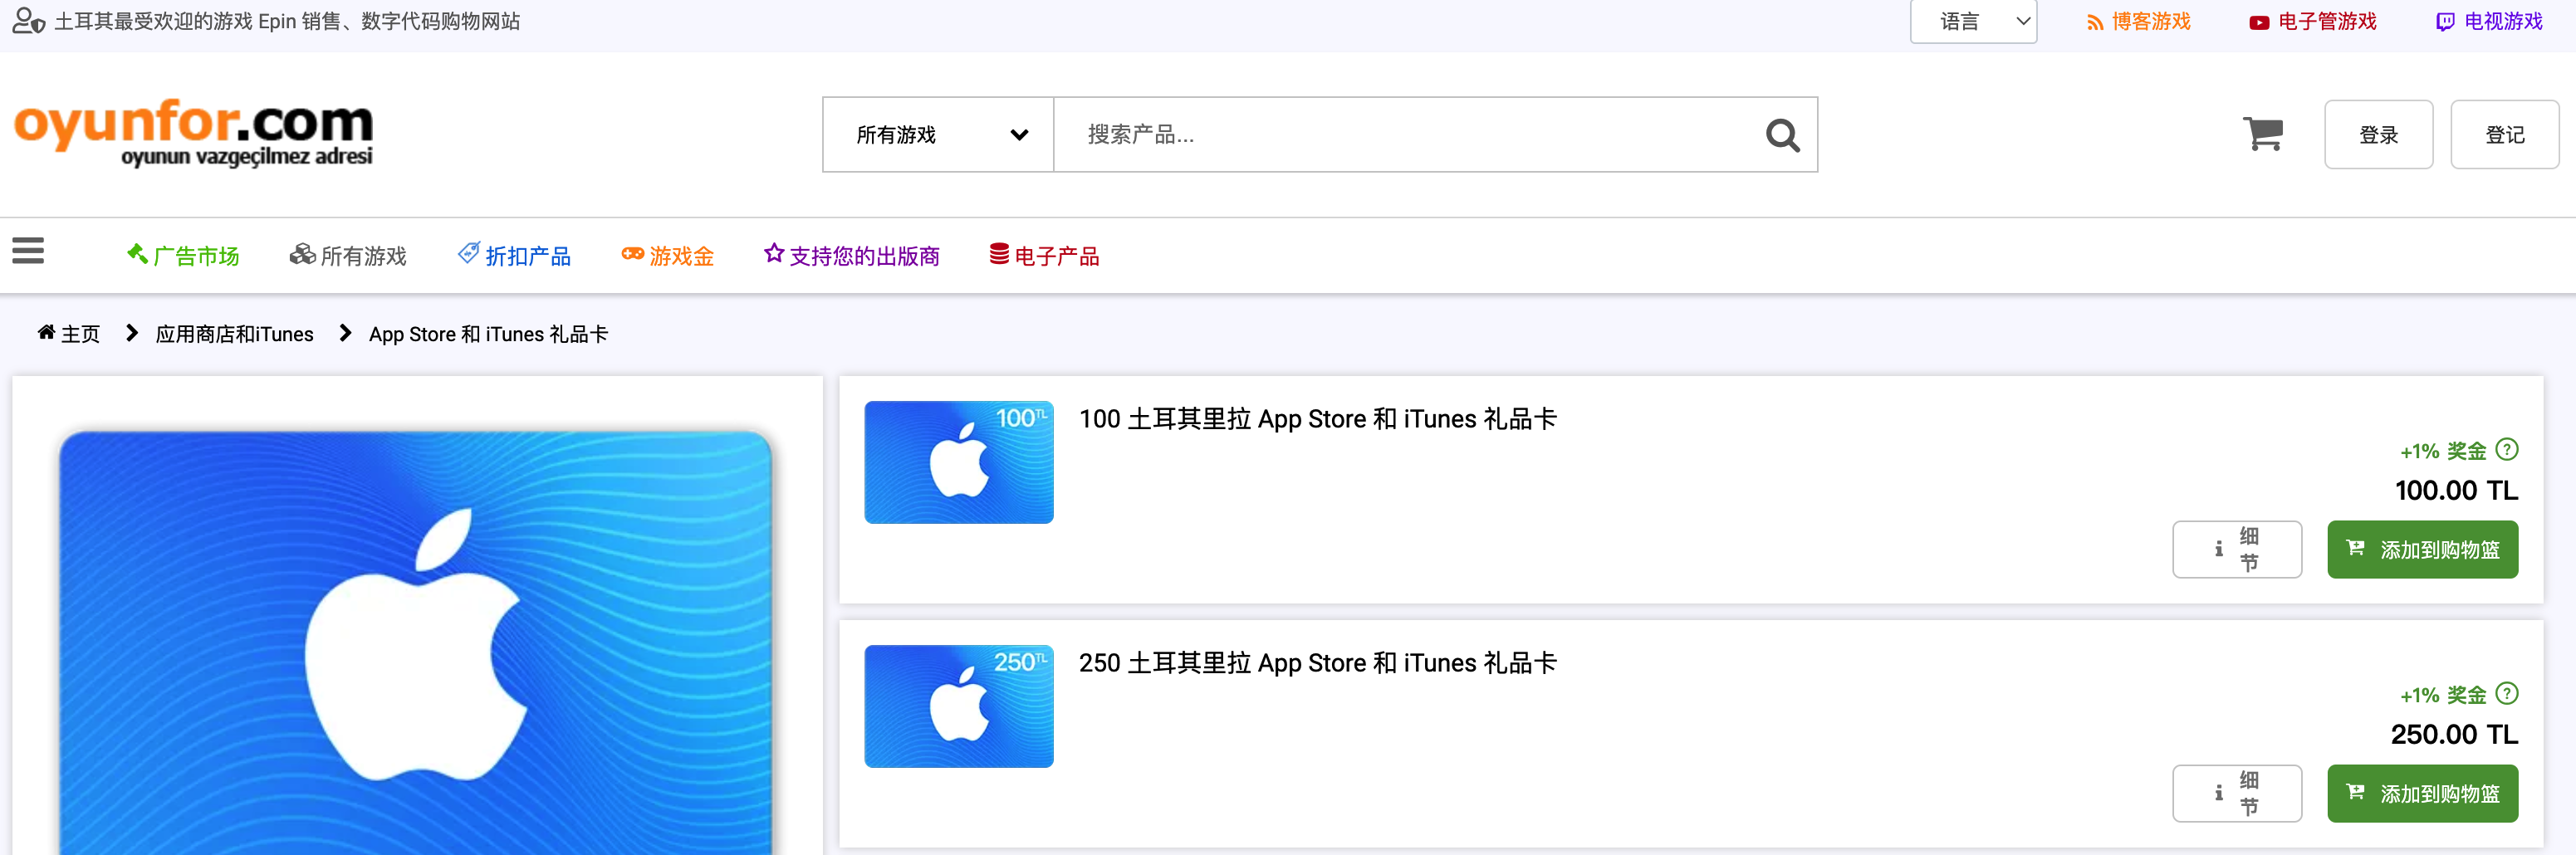 土耳其最受欢迎的游戏 Epin 销售、数字代码购物网站
语言
博客游戏
电子管游戏
电视游戏
oyunfor.com
oyunun vazgeçilmez adresi
所有游戏
搜索产品...
登录
登记
广告市场
所有游戏
折扣产品
游戏金
支持您的出版商
电子产品
主页
应用商店和iTunes
App Store 和 iTunes 礼品卡
100TL
100 土耳其里拉 App Store 和 iTunes 礼品卡
+1% 奖金
100.00 TL
细
节
添加到购物篮
250TL
250 土耳其里拉 App Store 和 iTunes 礼品卡
+1% 奖金
250.00 TL
细
节
添加到购物篮